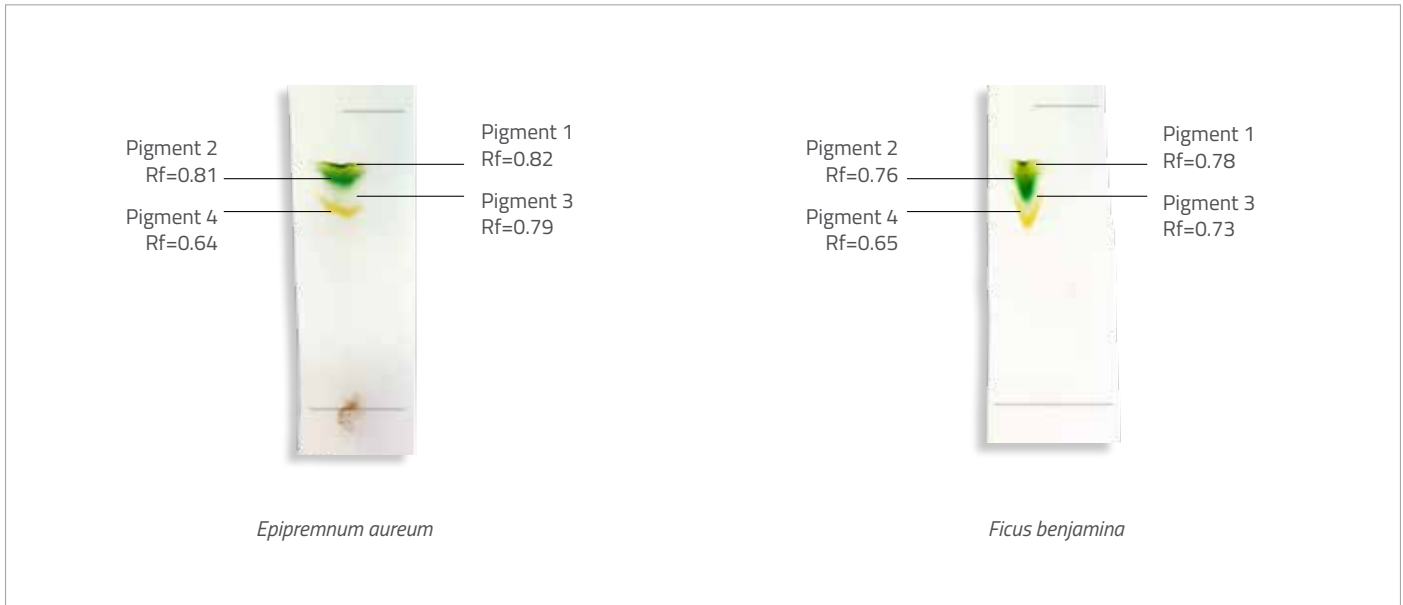 Pigment 2
Rf=0.81
Pigment 4
Rf=0.64
Pigment 1
Rf=0.82
Pigment 3
Rf=0.79
Epipremnum aureum
Pigment 2
Rf=0.76
Pigment 4
Rf=0.65
Pigment 1
Rf=0.78
Pigment 3
Rf=0.73
Ficus benjamina